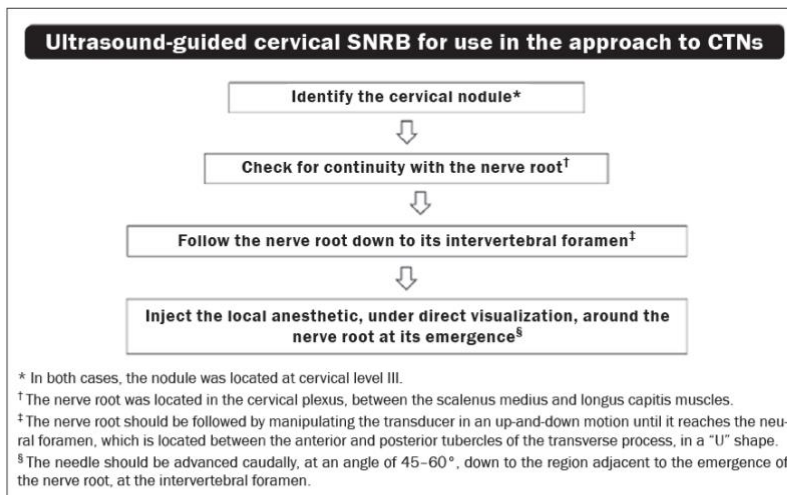 Ultrasound-guided cervical SNRB for use in the approach to CTNs
Identify the cervical nodule*
Check for continuity with the nerve root†
Follow the nerve root down to its intervertebral foramen‡
Inject the local anesthetic, under direct visualization, around the
nerve root at its emergence§
* In both cases, the nodule was located at cervical level III.
† The nerve root was located in the cervical plexus, between the scalenus medius and longus capitis muscles.
‡ The nerve root should be followed by manipulating the transducer in an up-and-down motion until it reaches the neu-
ral foramen, which is located between the anterior and posterior tubercles of the transverse process, in a “U” shape.
§ The needle should be advanced caudally, at an angle of 45–60°, down to the region adjacent to the emergence of
the nerve root, at the intervertebral foramen.